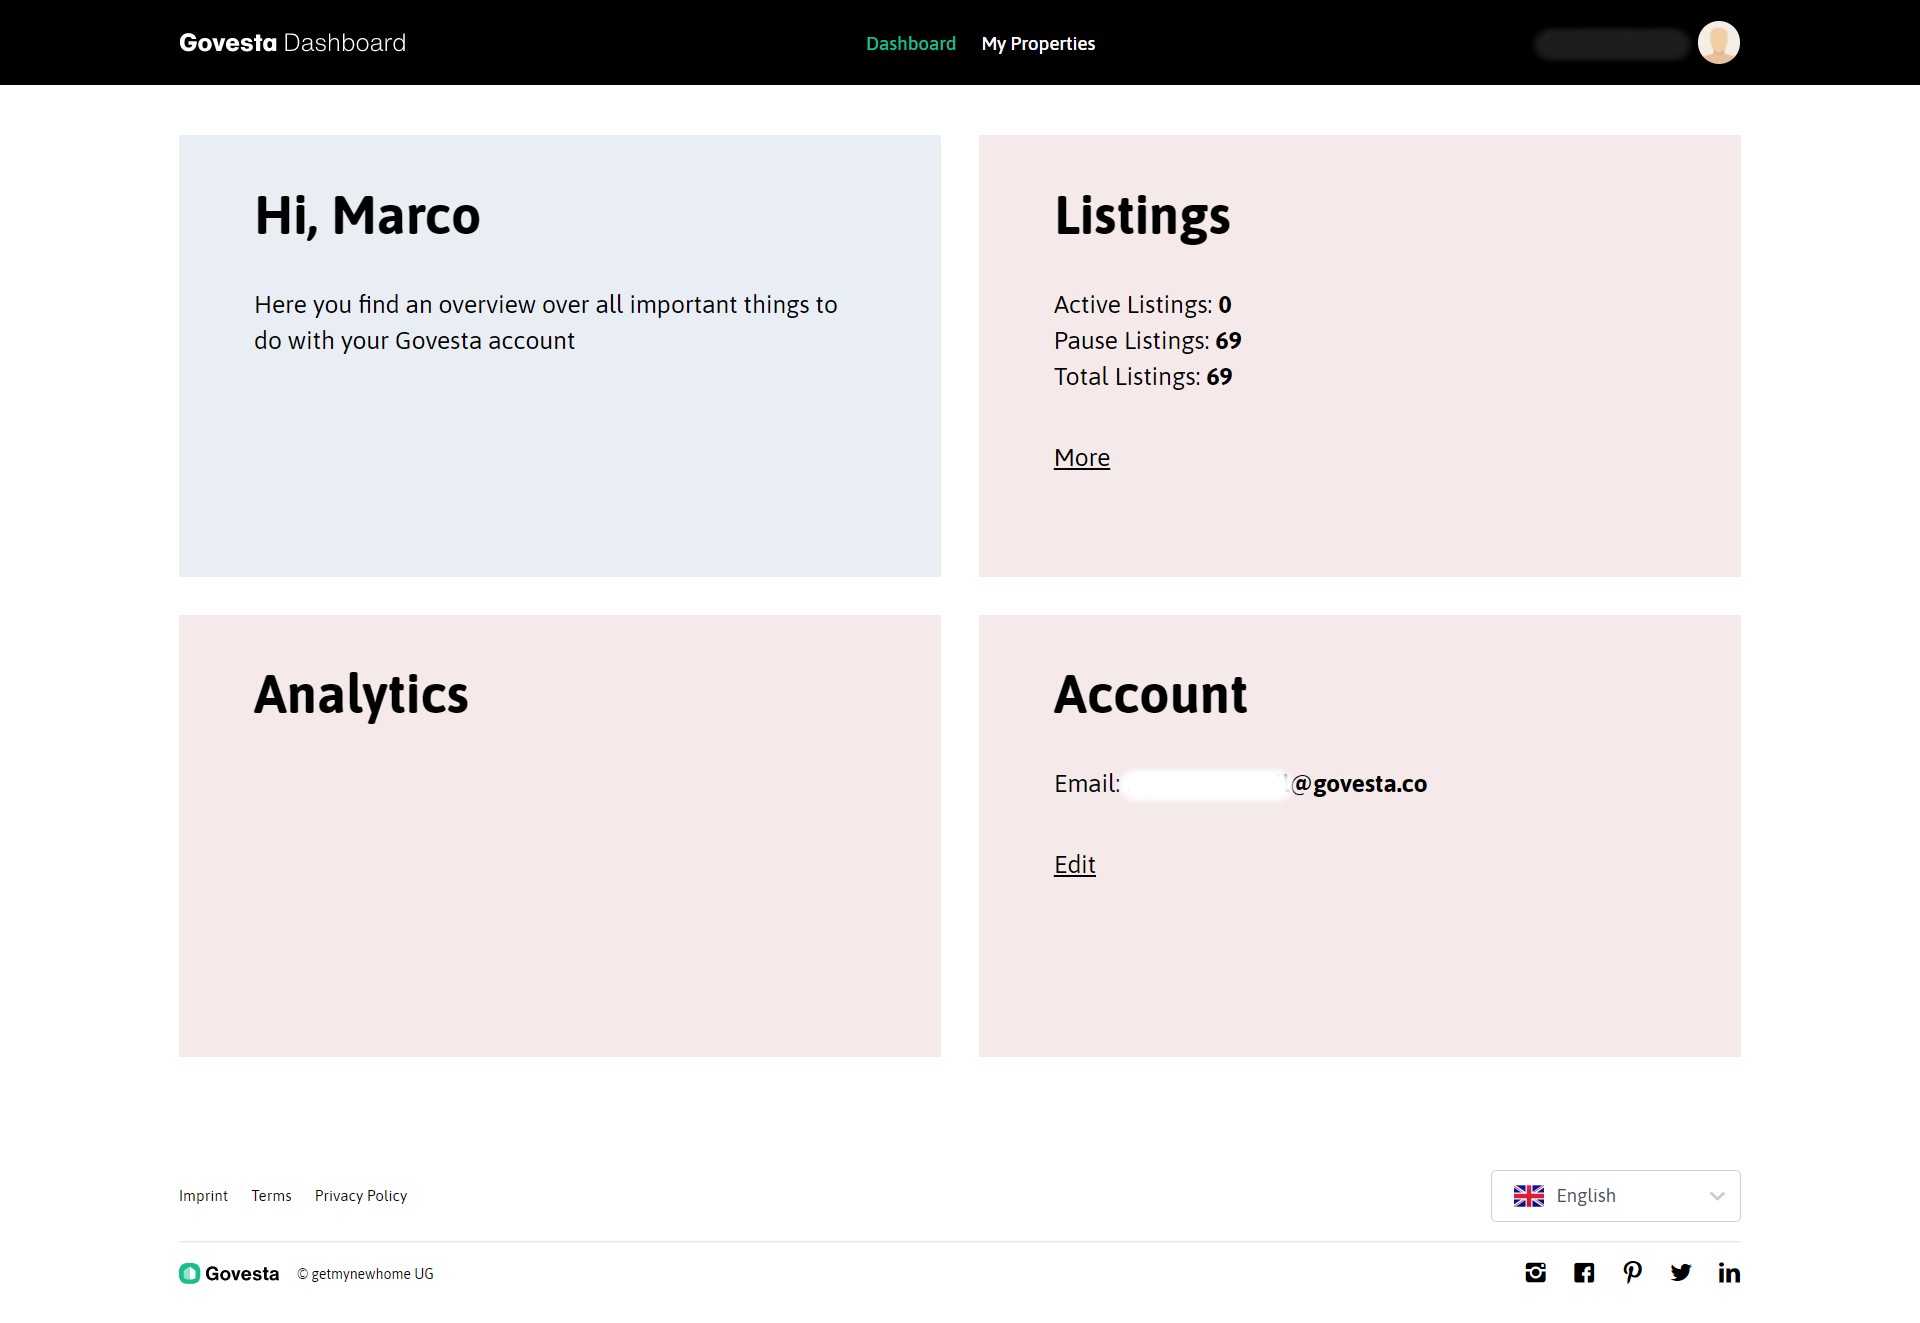 Govesta Dashboard
Dashboard
My Properties
Hi, Marco
Here you find an overview over all important things to
do with your Govesta account
Listings
Active Listings: 0
Pause Listings: 69
Total Listings: 69
More
Analytics
Account
Email: @govesta.co
Edit
Imprint
Terms
Privacy Policy
English
Govesta
© getmynewhome UG